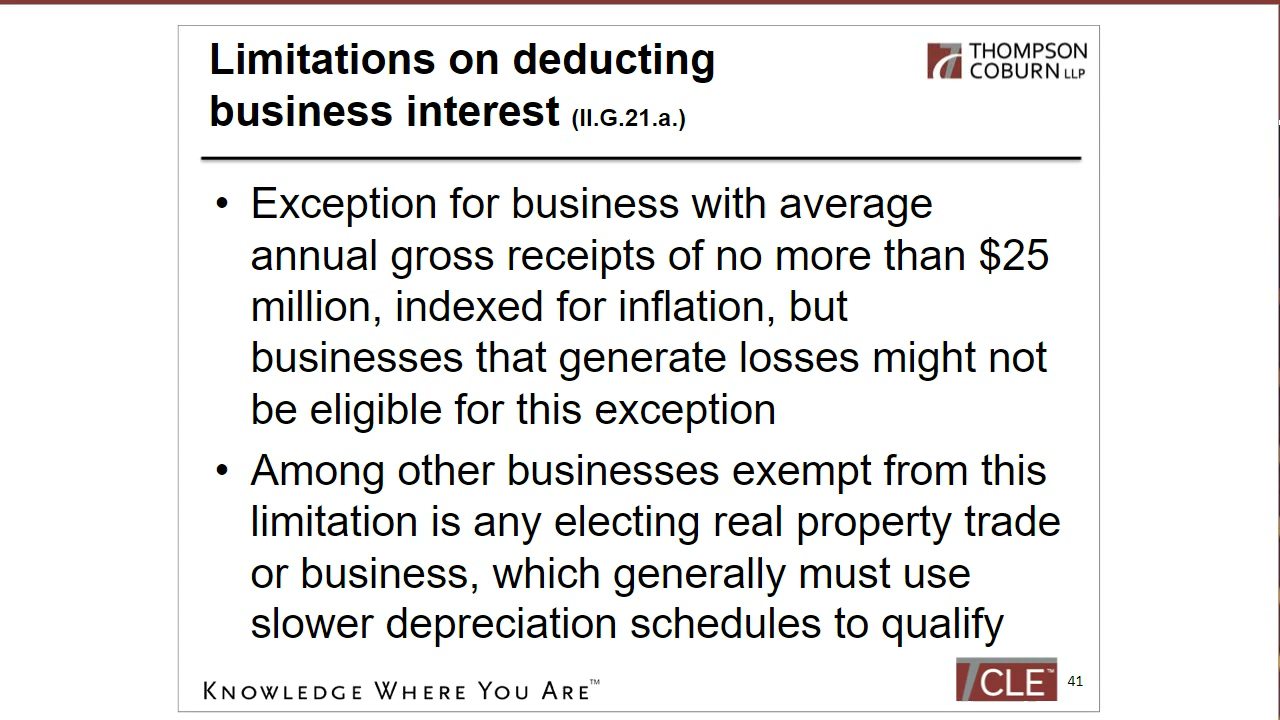 Limitations on deducting
business interest (II.G.21.a.)
THOMPSON
COBURN LLP
• Exception for business with average
annual gross receipts of no more than $25
million, indexed for inflation, but
businesses that generate losses might not
be eligible for this exception
• Among other businesses exempt from this
limitation is any electing real property trade
or business, which generally must use
slower depreciation schedules to qualify
KNOWLEDGE WHERE YOU ARE™
CLE™
41